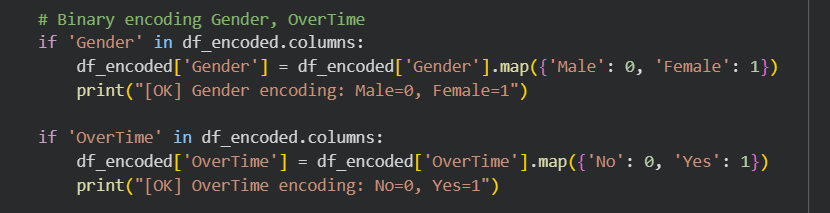 # Binary encoding Gender, OverTime
if 'Gender' in df_encoded.columns:
    df_encoded['Gender'] = df_encoded['Gender'].map({'Male': 0, 'Female': 1})
    print("[OK] Gender encoding: Male=0, Female=1")

if 'OverTime' in df_encoded.columns:
    df_encoded['OverTime'] = df_encoded['OverTime'].map({'No': 0, 'Yes': 1})
    print("[OK] OverTime encoding: No=0, Yes=1")